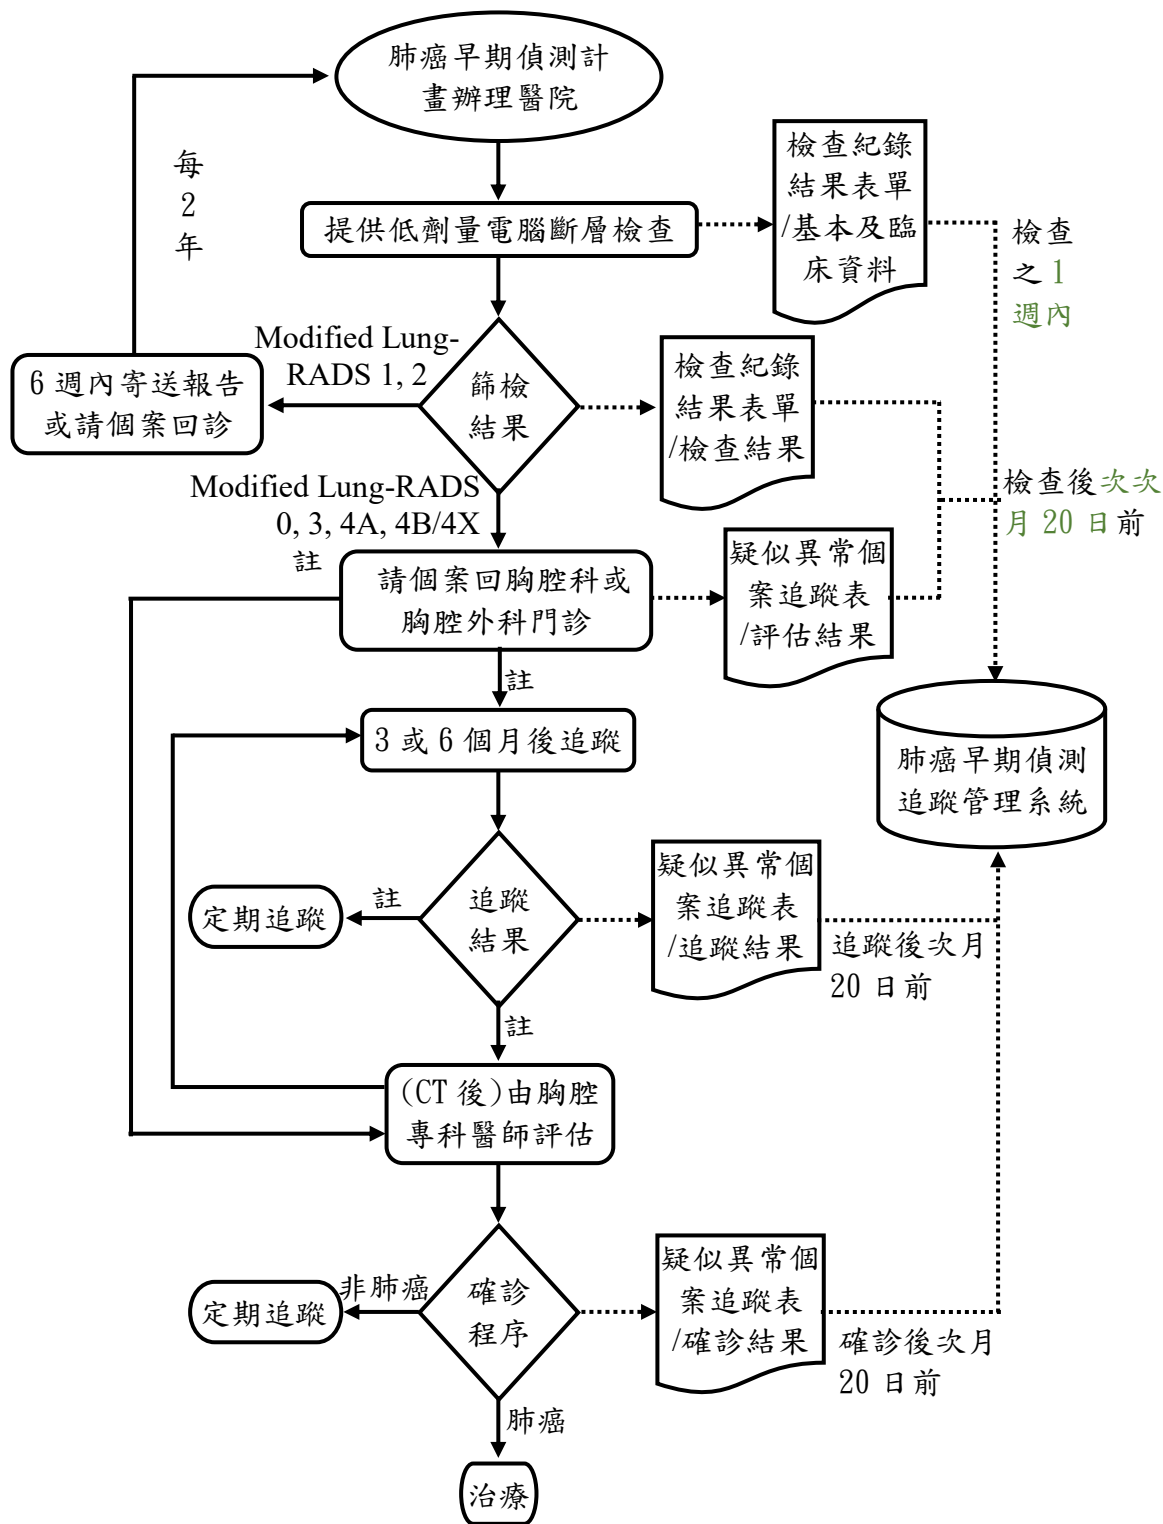 肺癌早期偵測計
畫辦理醫院
每
2
年
提供低劑量電腦斷層檢查
檢查紀錄
結果表單
/基本及臨
床資料
檢查
之 1
週內
Modified Lung-
RADS 1, 2
6 週內寄送報告
或請個案回診
篩檢
結果
檢查紀錄
結果表單
/檢查結果
Modified Lung-RADS
0, 3, 4A, 4B/4X
註
檢查後次次
月 20 日前
請個案回胸腔科或
胸腔外科門診
疑似異常個
案追蹤表
/評估結果
註
3 或 6 個月後追蹤
肺癌早期偵測
追蹤管理系統
定期追蹤
註
追蹤
結果
疑似異常個
案追蹤表
/追蹤結果
追蹤後次月
20 日前
註
(CT 後)由胸腔
專科醫師評估
定期追蹤
非肺癌
確診
程序
疑似異常個
案追蹤表
/確診結果
確診後次月
20 日前
肺癌
治療